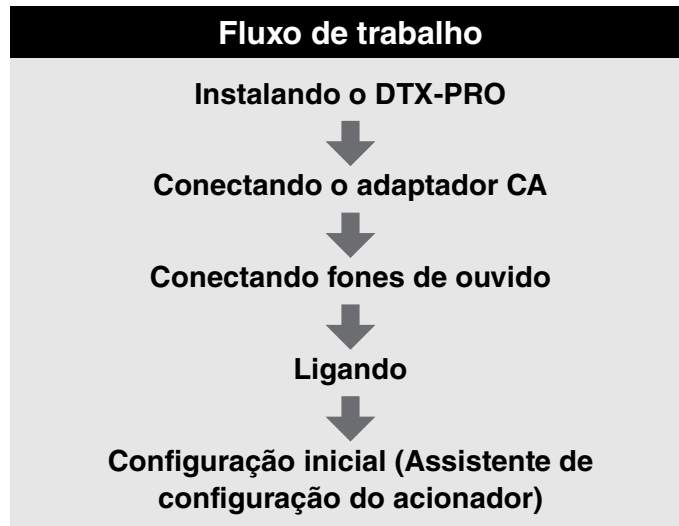 Fluxo de trabalho
Instalando o DTX-PRO
Conectando o adaptador CA
Conectando fones de ouvido
Ligando
Configuração inicial (Assistente de
configuração do acionador)